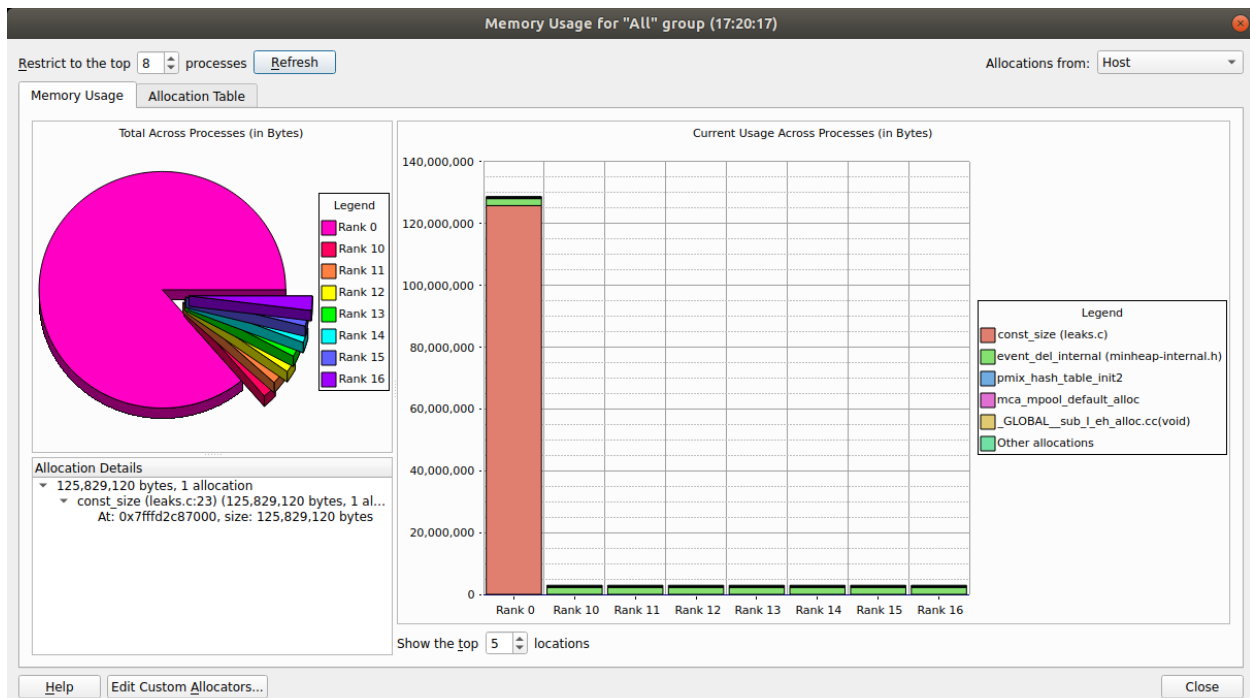 Memory Usage for "All" group (17:20:17)
Restrict to the top 8 processes Refresh
Allocations from: Host
Memory Usage
Allocation Table
Total Across Processes (in Bytes)
Legend
Rank 0
Rank 10
Rank 11
Rank 12
Rank 13
Rank 14
Rank 15
Rank 16
Allocation Details
125,829,120 bytes, 1 allocation
const_size (leaks.c:23) (125,829,120 bytes, 1 al...
At: 0x7fffd2c87000, size: 125,829,120 bytes
Current Usage Across Processes (in Bytes)
140,000,000
120,000,000
100,000,000
80,000,000
60,000,000
40,000,000
20,000,000
0
Rank 0 Rank 10 Rank 11 Rank 12 Rank 13 Rank 14 Rank 15 Rank 16
Legend
const_size (leaks.c)
event_del_internal (minheap-internal.h)
pmix_hash_table_init2
mca_mpool_default_alloc
_GLOBAL__sub_I_eh_alloc.cc(void)
Other allocations
Show the top 5 locations
Help
Edit Custom Allocators...
Close